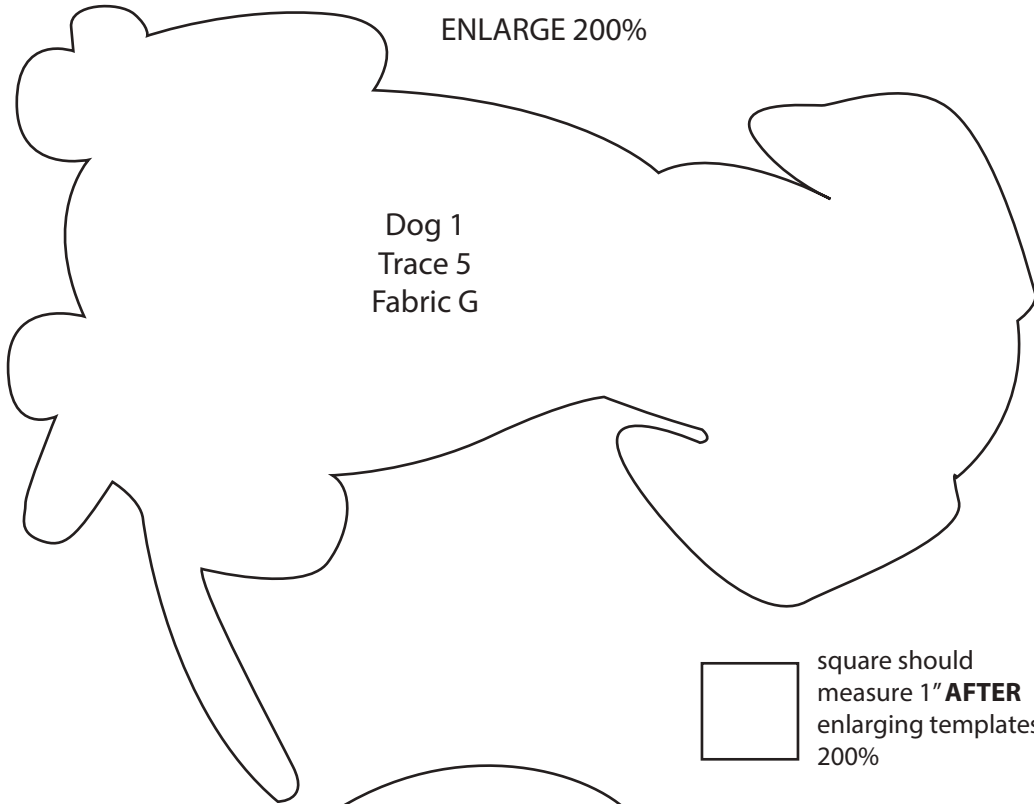 ENLARGE 200%
Dog 1
Trace 5
Fabric G
square should
measure 1” AFTER
enlarging templates
200%